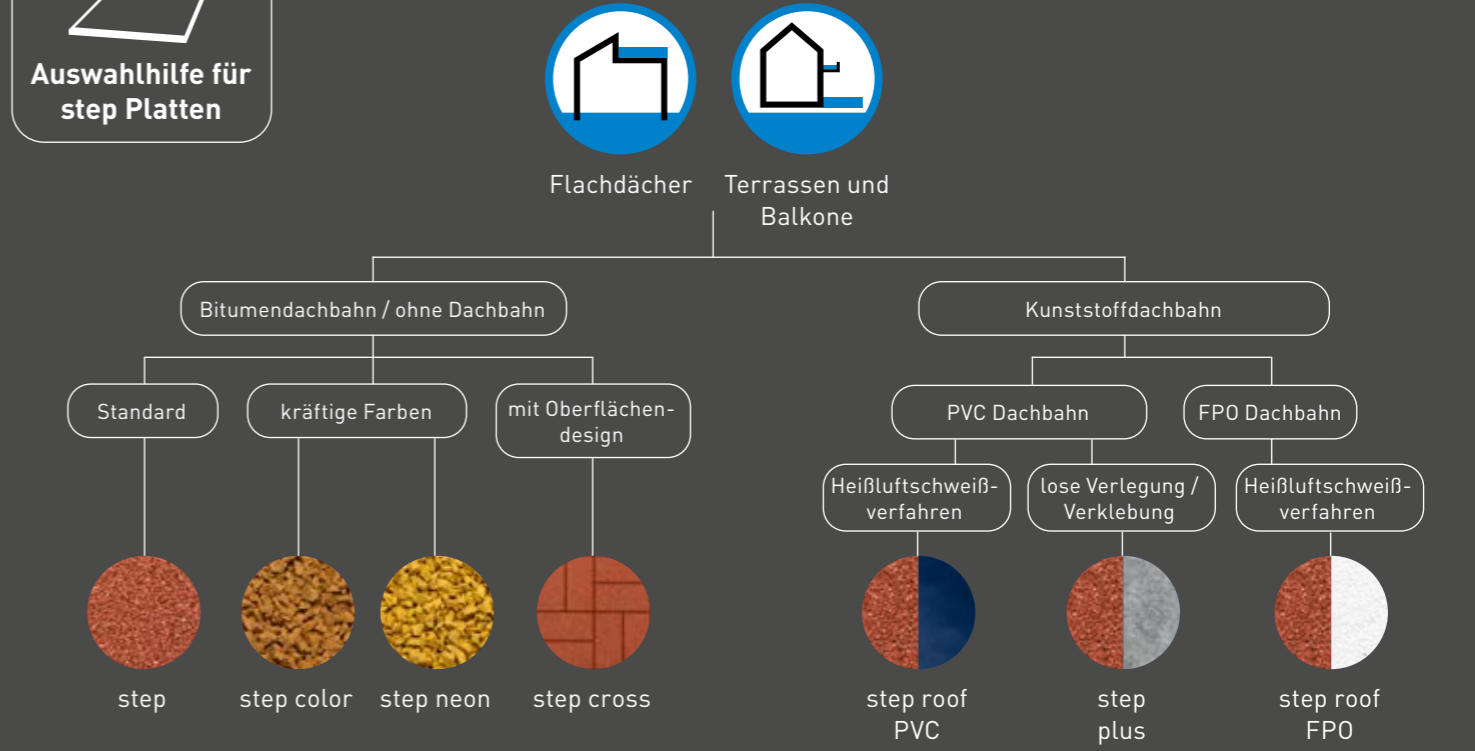 Auswahlhilfe für
step Platten
Flachdächer
Terrassen und
Balkone
Bitumendachbahn / ohne Dachbahn
Kunststoffdachbahn
Standard
kräftige Farben
mit Oberflächen-
design
PVC Dachbahn
FPO Dachbahn
Heißluftschweiß-
verfahren
lose Verlegung /
Verklebung
Heißluftschweiß-
verfahren
step
step color
step neon
step cross
step roof
PVC
step
plus
step roof
FPO